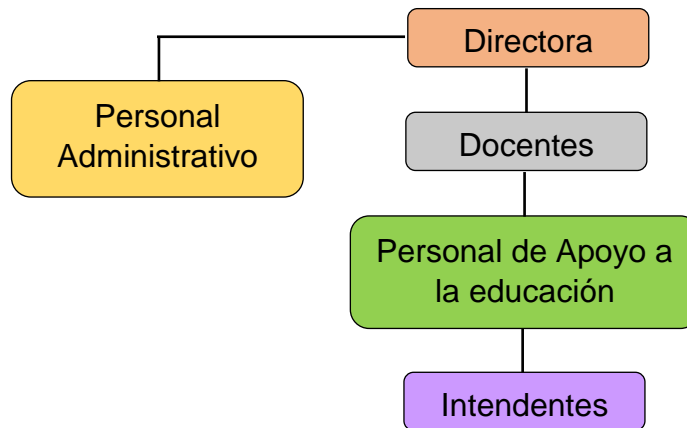 Directora
Personal
Administrativo
Docentes
Personal de Apoyo a
la educación
Intendentes